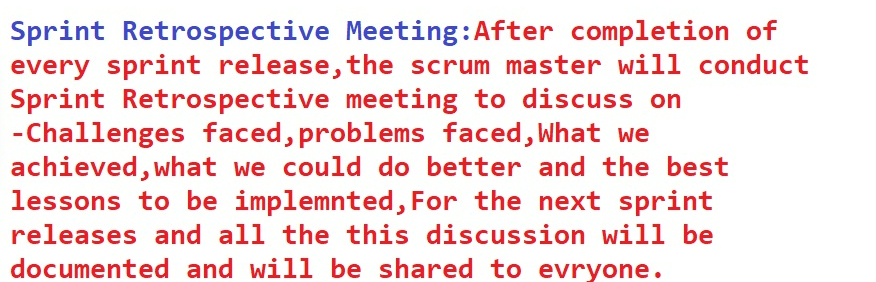 Sprint Retrospective Meeting:After completion of
every sprint release,the scrum master will conduct
Sprint Retrospective meeting to discuss on
-Challenges faced,problems faced,What we
achieved,what we could do better and the best
lessons to be implemnted,For the next sprint
releases and all the this discussion will be
documented and will be shared to evryone.